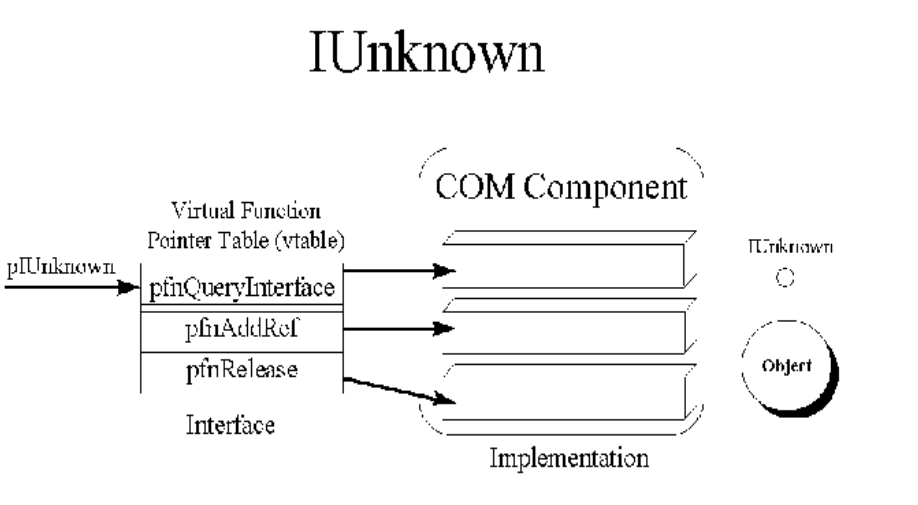 IUnknown
COM Component
Virtual Function
Pointer Table (vtable)
pIUnknown
pfnQueryInterface
pfnAddRef
pfnRelease
Interface
Implementation
IUnknown
Object